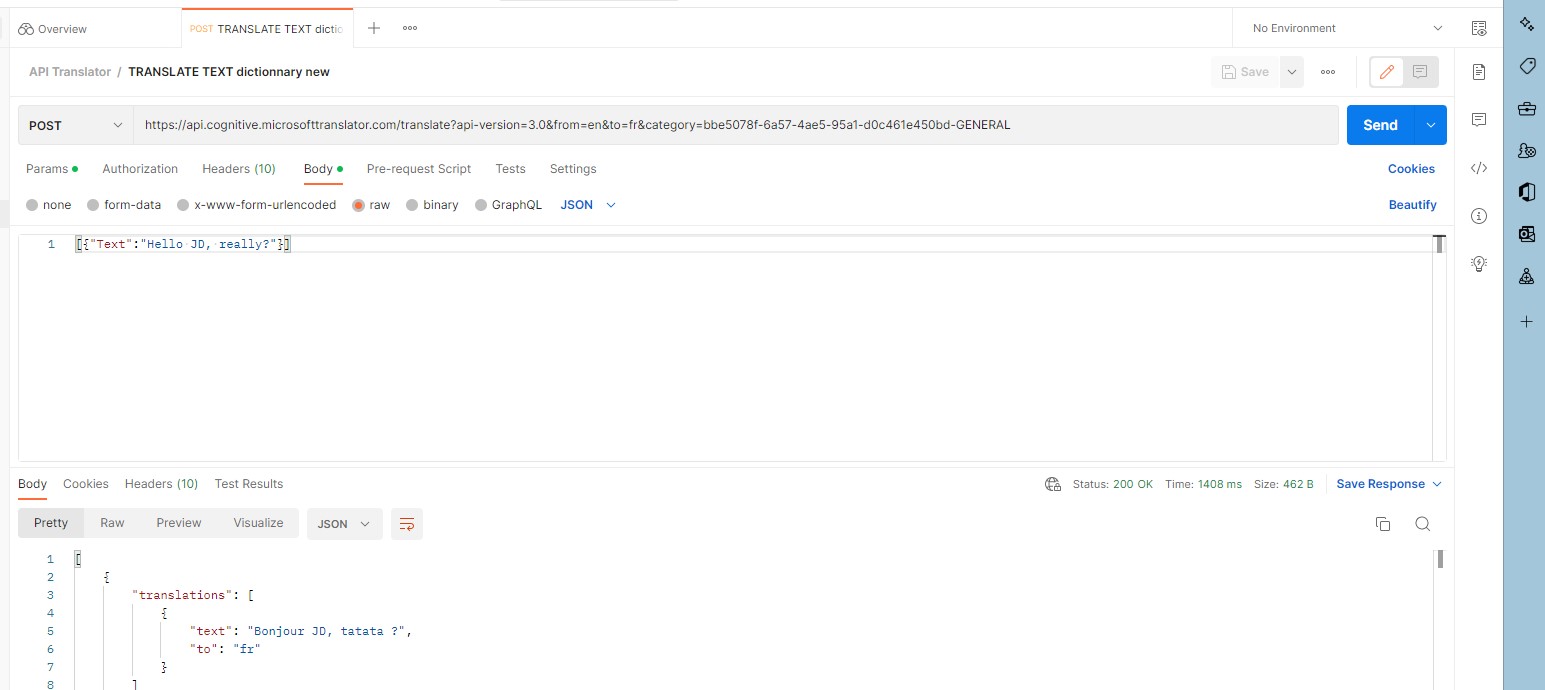 Overview
POST TRANSLATE TEXT dictio
No Environment
API Translator / TRANSLATE TEXT dictionnary new
Save
POST
https://api.cognitive.microsofttranslator.com/translate?api-version=3.0&from=en&to=fr&category=bbe5078f-6a57-4ae5-95a1-d0c461e450bd-GENERAL
Send
Params Authorization Headers (10) Body Pre-request Script Tests Settings Cookies
none form-data x-www-form-urlencoded raw binary GraphQL JSON Beautify
1 [{"Text":"Hello JD, really?"}]
Body Cookies Headers (10) Test Results Status: 200 OK Time: 1408 ms Size: 462 B Save Response
Pretty Raw Preview Visualize JSON
1 [
2 {
3 "translations": [
4 {
5 "text": "Bonjour JD, tatata ?",
6 "to": "fr"
7 }
8 ]